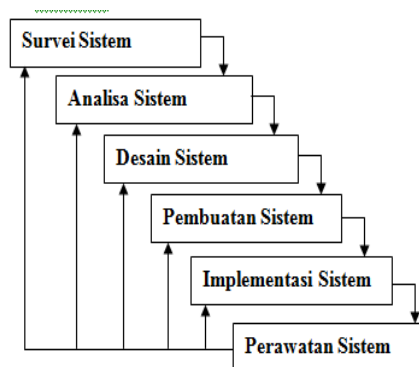 Survei Sistem
Analisa Sistem
Desain Sistem
Pembuatan Sistem
Implementasi Sistem
Perawatan Sistem